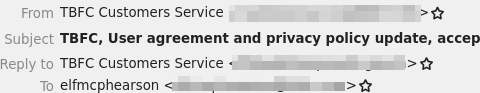 From TBFC Customers Service >
Subject TBFC, User agreement and privacy policy update, accep
Reply to TBFC Customers Service < >
To elfmcphearson < >